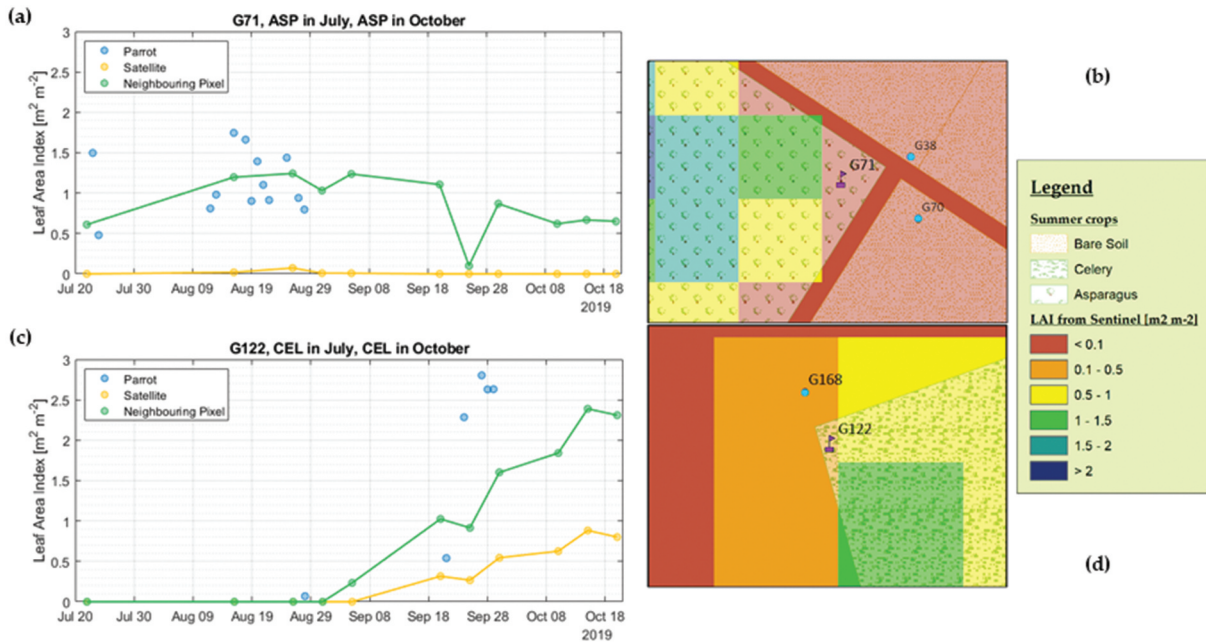 (a)
G71, ASP in July, ASP in October
Leaf Area Index [m² m⁻²]
3
2.5
2
1.5
1
0.5
0
Parrot
Satellite
Neighbouring Pixel
Jul 20 Jul 30 Aug 09 Aug 19 Aug 29 Sep 08 Sep 18 Sep 28 Oct 08 Oct 18
2019
(b)
G38
G71
G70
(c)
G122, CEL in July, CEL in October
Leaf Area Index [m² m⁻²]
3
2.5
2
1.5
1
0.5
0
Parrot
Satellite
Neighbouring Pixel
Jul 20 Jul 30 Aug 09 Aug 19 Aug 29 Sep 08 Sep 18 Sep 28 Oct 08 Oct 18
2019
G168
G122
(d)
Legend
Summer crops
Bare Soil
Celery
Asparagus
LAI from Sentinel [m2 m-2]
< 0.1
0.1 - 0.5
0.5 - 1
1 - 1.5
1.5 - 2
> 2